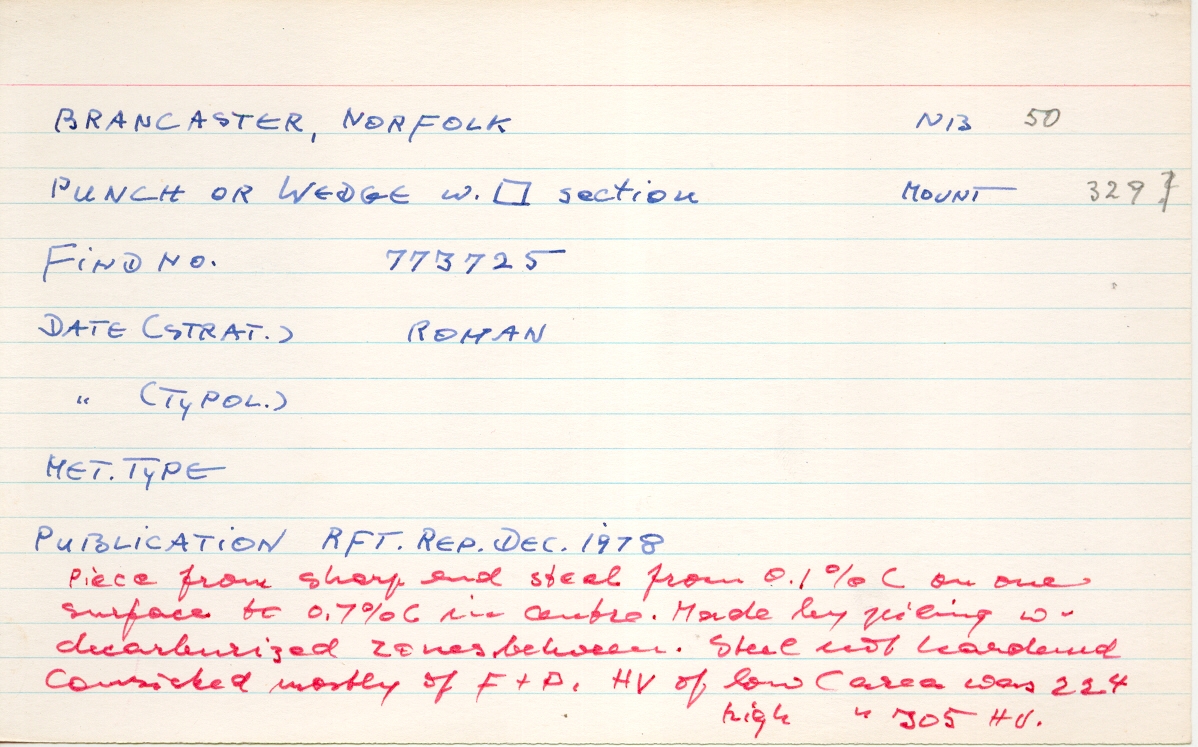 BRANCASTER, NORFOLK NB 50
PUNCH OR WEDGE w. □ section MOUNT 3297
FIND NO. 773725
DATE (STRAT.) ROMAN
" (TYPOL.)
MET. TYPE
PUBLICATION RFT. REP. DEC. 1978
Piece from sharp end steel from 0.1%C on one
surface to 0.7%C in centre. Made by piling w-
decarburized zones between. Steel not hardened
Consisted mostly of F+P. HV of low C area was 224
high " 305 HV.